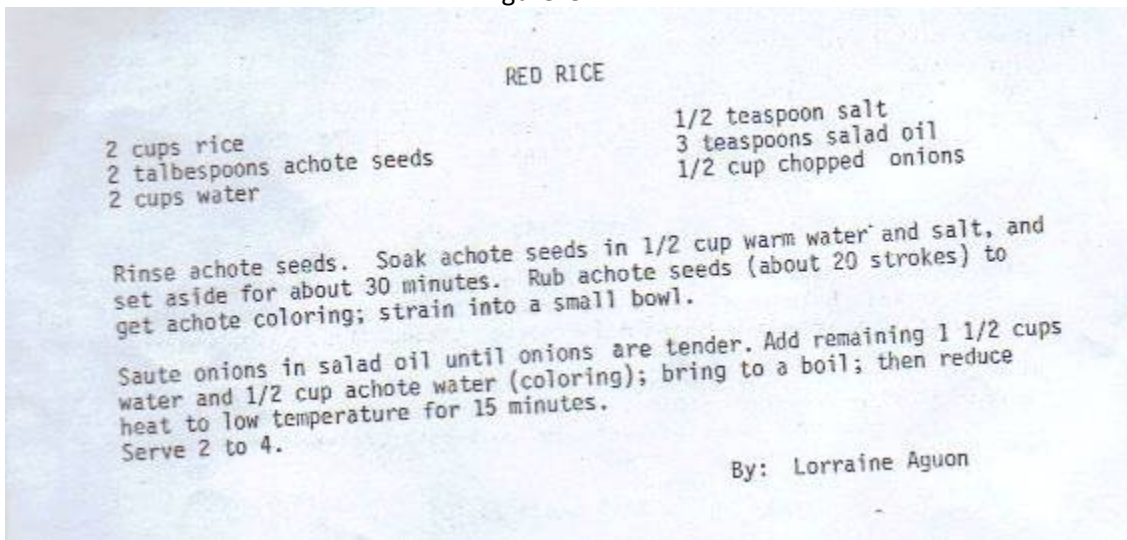 RED RICE
2 cups rice
2 talbespoons achote seeds
2 cups water
1/2 teaspoon salt
3 teaspoons salad oil
1/2 cup chopped onions
Rinse achote seeds. Soak achote seeds in 1/2 cup warm water and salt, and
set aside for about 30 minutes. Rub achote seeds (about 20 strokes) to
get achote coloring; strain into a small bowl.
Saute onions in salad oil until onions are tender. Add remaining 1 1/2 cups
water and 1/2 cup achote water (coloring); bring to a boil; then reduce
heat to low temperature for 15 minutes.
Serve 2 to 4.
By: Lorraine Aguon